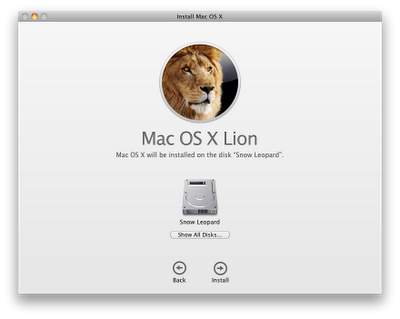 Install Mac OS X
Mac OS X Lion
Mac OS X will be installed on the disk “Snow Leopard”.
Snow Leopard
Show All Disks...
Back Install